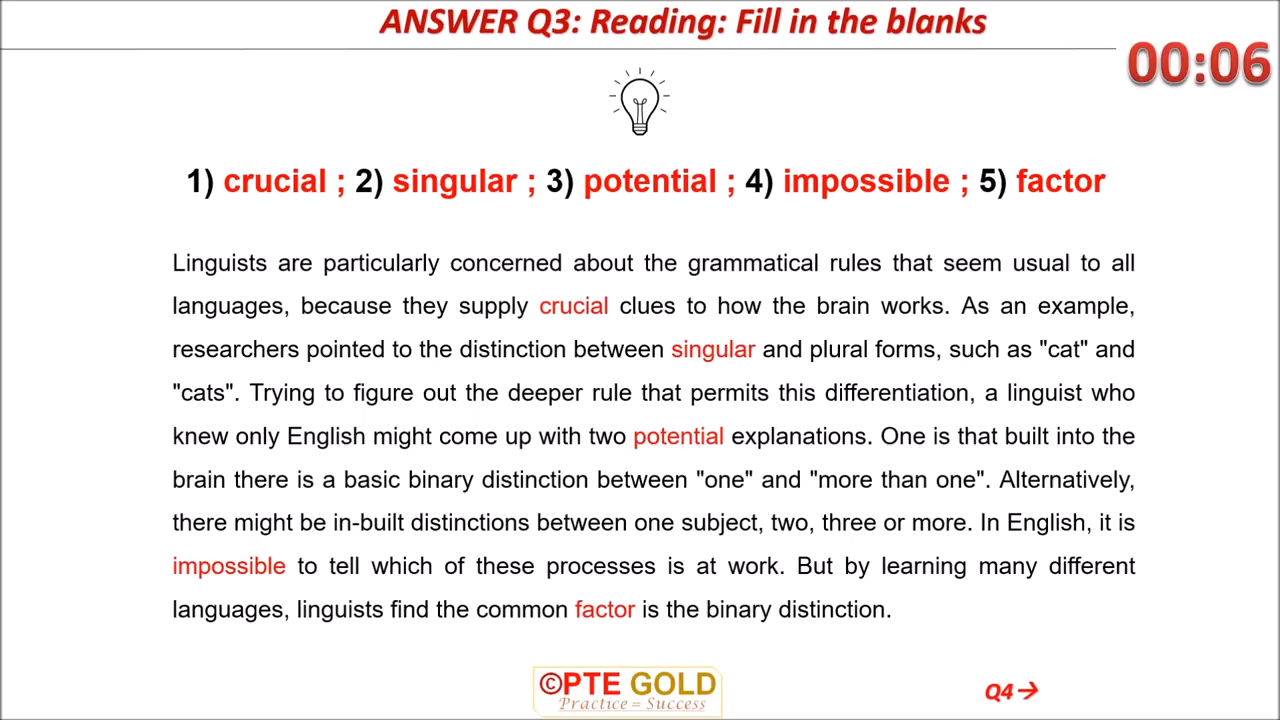 ANSWER Q3: Reading: Fill in the blanks
00:06
1) crucial ; 2) singular ; 3) potential ; 4) impossible ; 5) factor
Linguists are particularly concerned about the grammatical rules that seem usual to all
languages, because they supply crucial clues to how the brain works. As an example,
researchers pointed to the distinction between singular and plural forms, such as "cat" and
"cats". Trying to figure out the deeper rule that permits this differentiation, a linguist who
knew only English might come up with two potential explanations. One is that built into the
brain there is a basic binary distinction between "one" and "more than one". Alternatively,
there might be in-built distinctions between one subject, two, three or more. In English, it is
impossible to tell which of these processes is at work. But by learning many different
languages, linguists find the common factor is the binary distinction.
©PTE GOLD
Practice = Success
Q4→